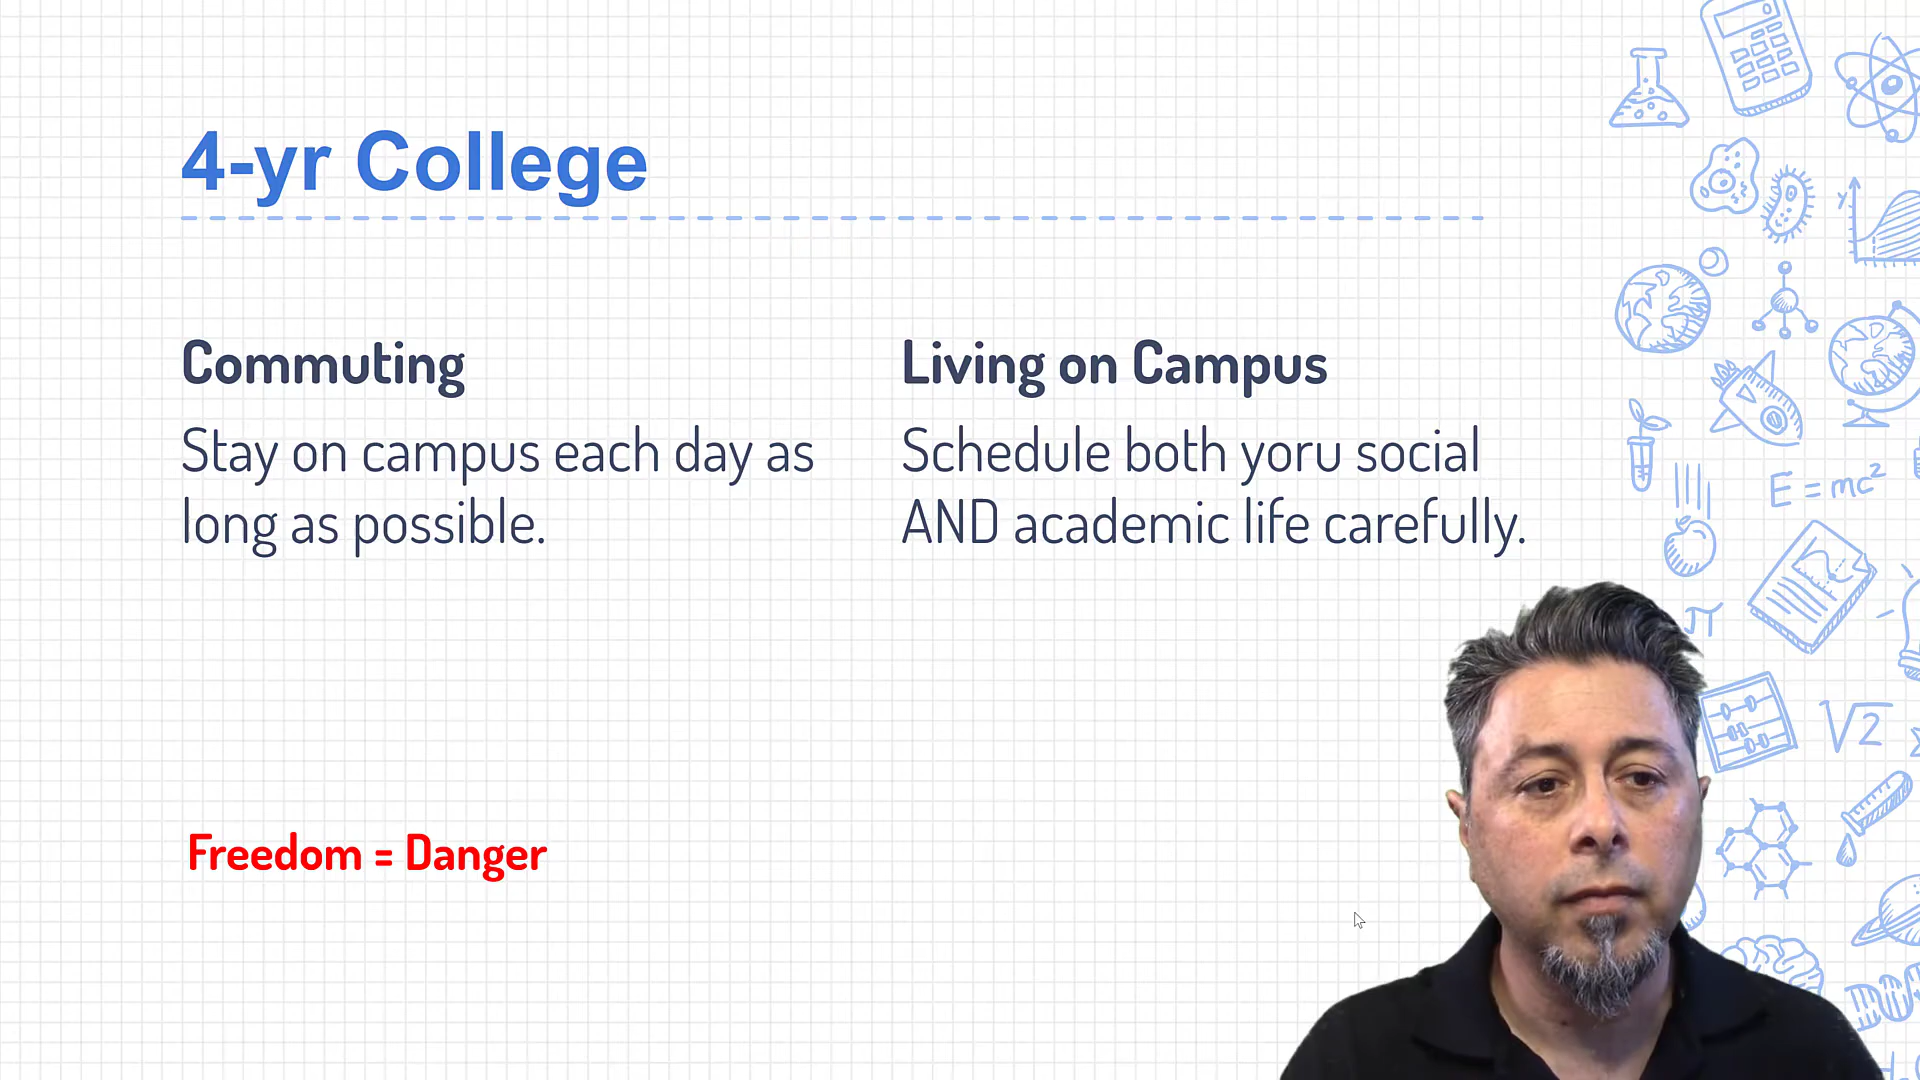 4-yr College
Commuting
Stay on campus each day as
long as possible.
Living on Campus
Schedule both yoru social
AND academic life carefully.
Freedom = Danger
y
E = mc²
π
√2